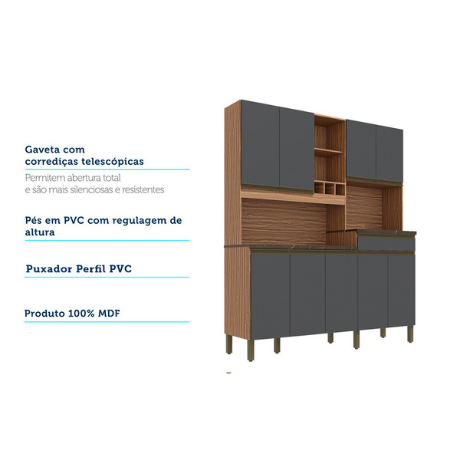 Gaveta com
corrediças telescópicas
Permitem abertura total
e são mais silenciosas e resistentes
Pés em PVC com regulagem de
altura
Puxador Perfil PVC
Produto 100% MDF